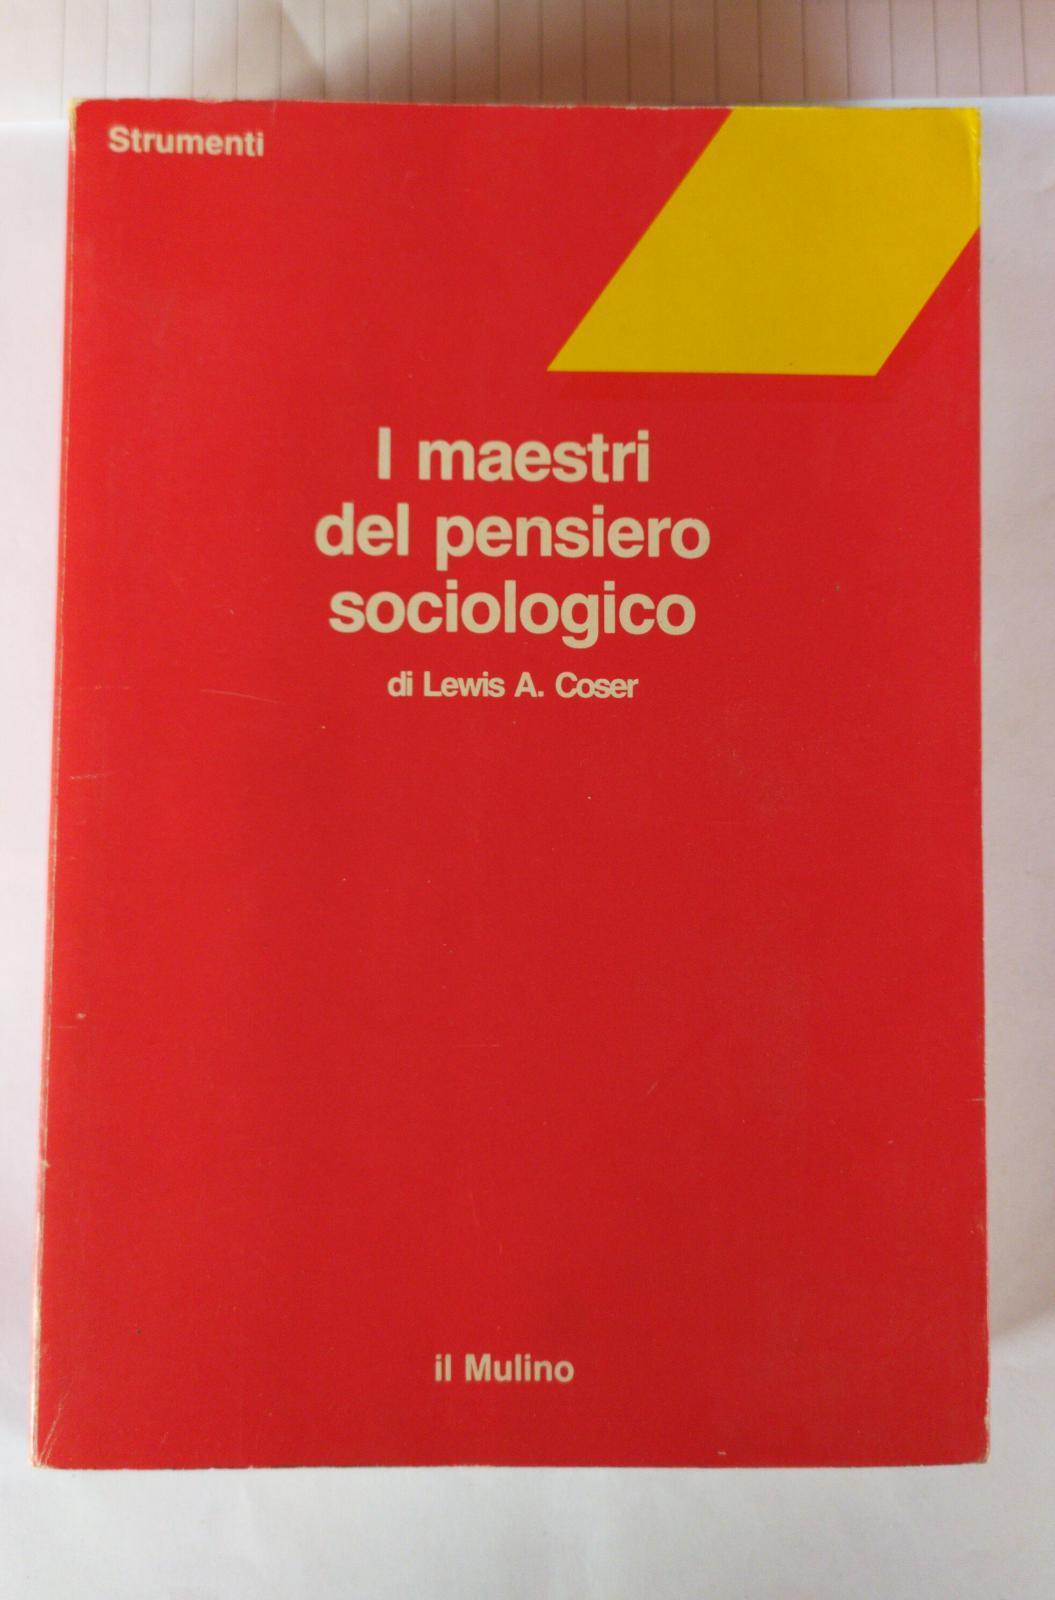 Strumenti
I maestri
del pensiero
sociologico
di Lewis A. Coser
il Mulino